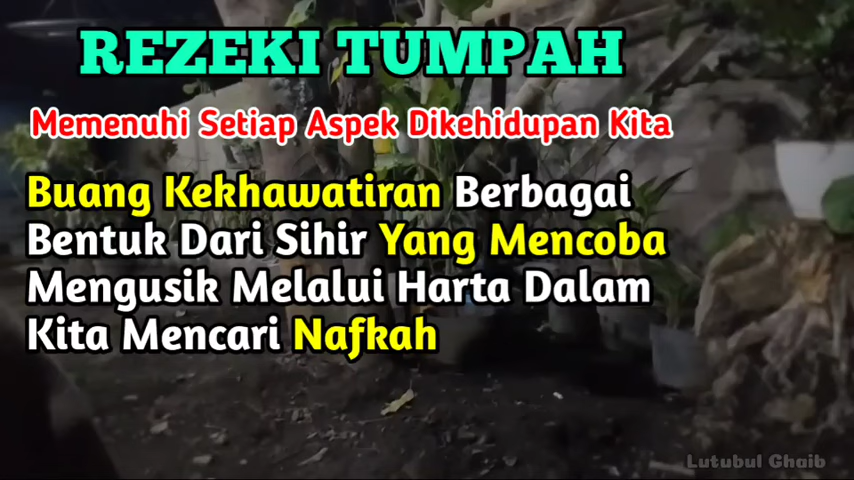 REZEKI TUMPAH
Memenuhi Setiap Aspek Dikehidupan Kita
Buang Kekhawatiran Berbagai
Bentuk Dari Sihir Yang Mencoba
Mengusik Melalui Harta Dalam
Kita Mencari Nafkah
Lutubul Ghaib